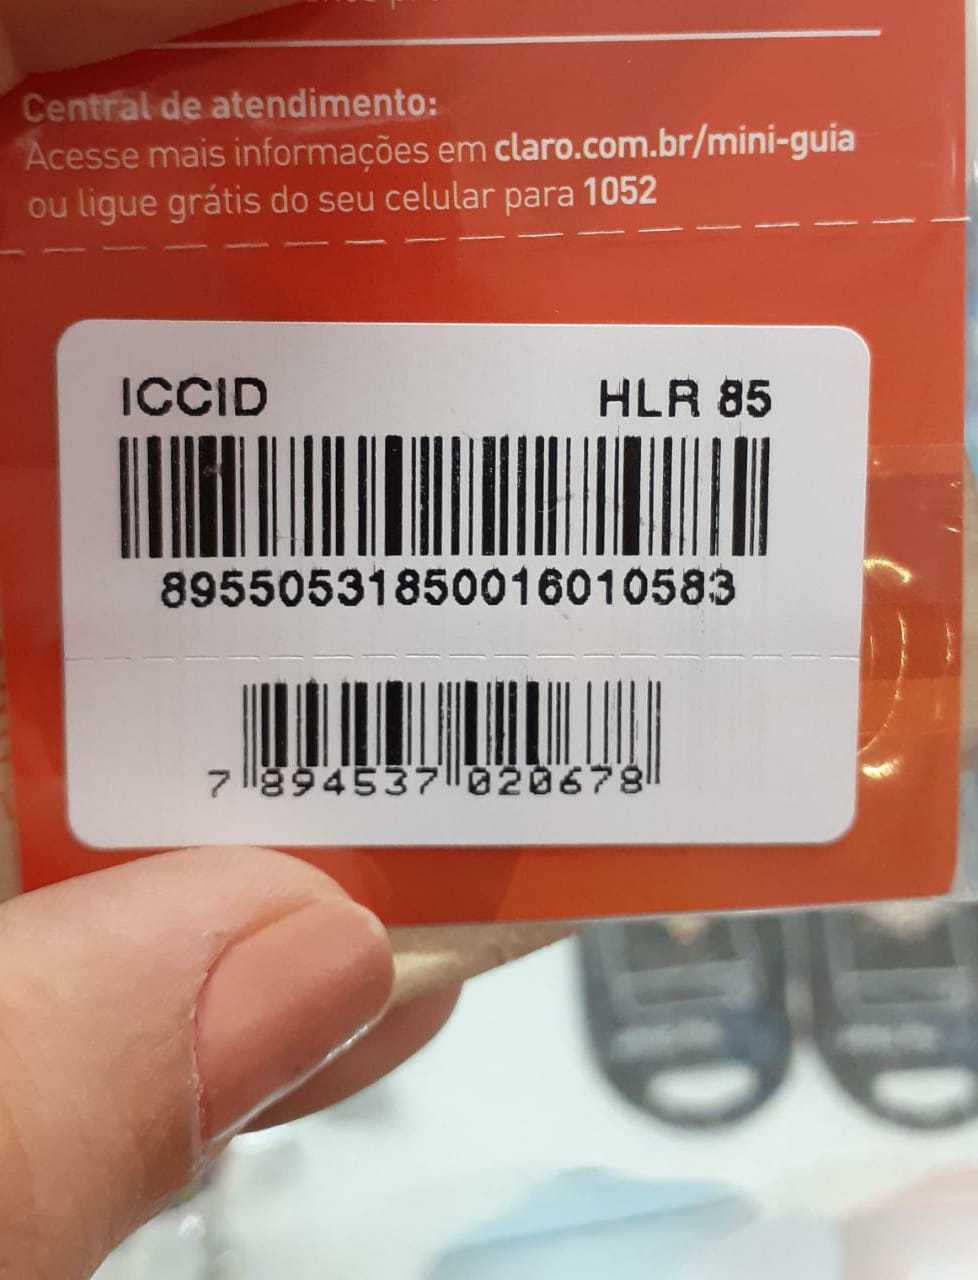 Central de atendimento:
Acesse mais informações em claro.com.br/mini-guia
ou ligue grátis do seu celular para 1052
ICCID HLR 85
89550531850016010583
7 894537 020678